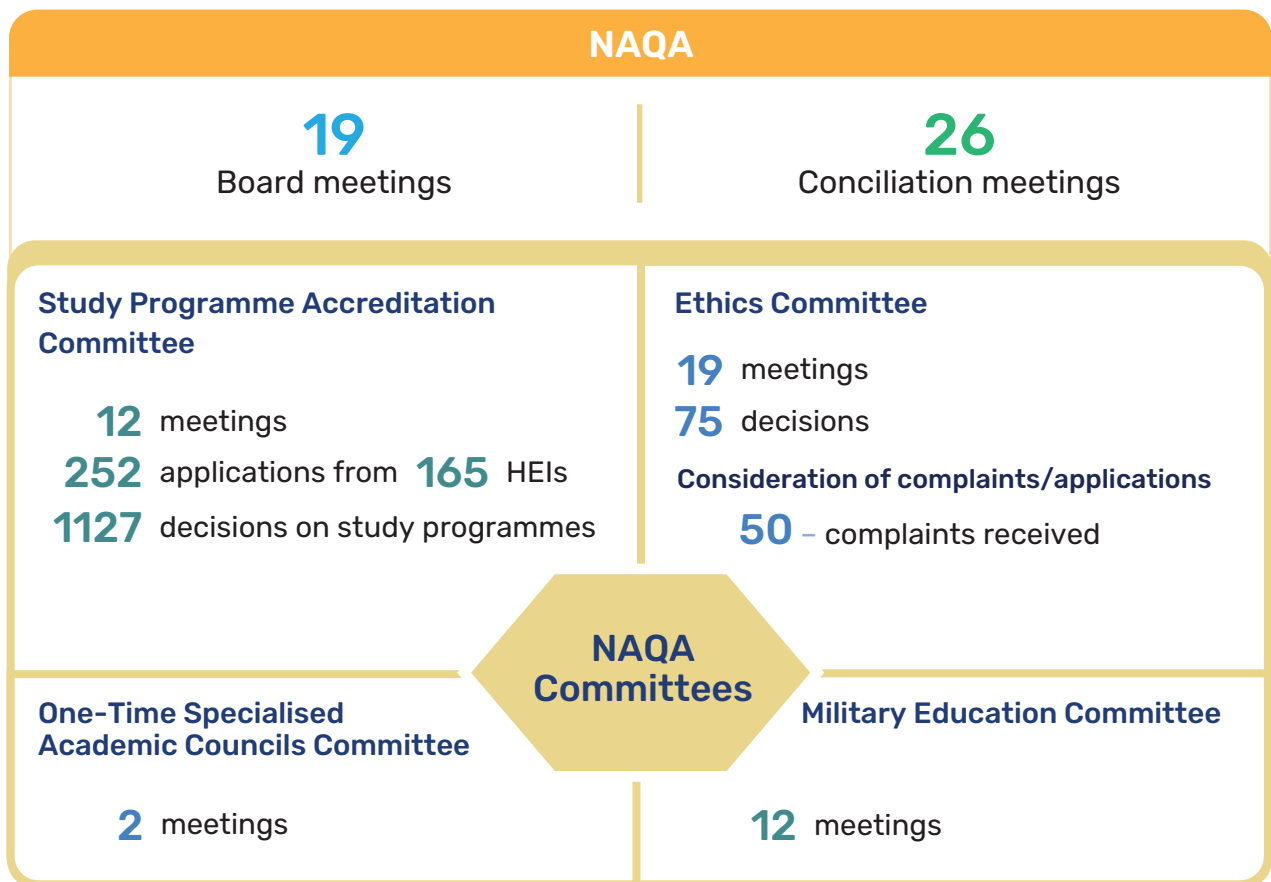 NAQA
19
Board meetings
26
Conciliation meetings
Study Programme Accreditation
Committee
12 meetings
252 applications from 165 HEIs
1127 decisions on study programmes
Ethics Committee
19 meetings
75 decisions
Consideration of complaints/applications
50 – complaints received
NAQA
Committees
One-Time Specialised
Academic Councils Committee
2 meetings
Military Education Committee
12 meetings